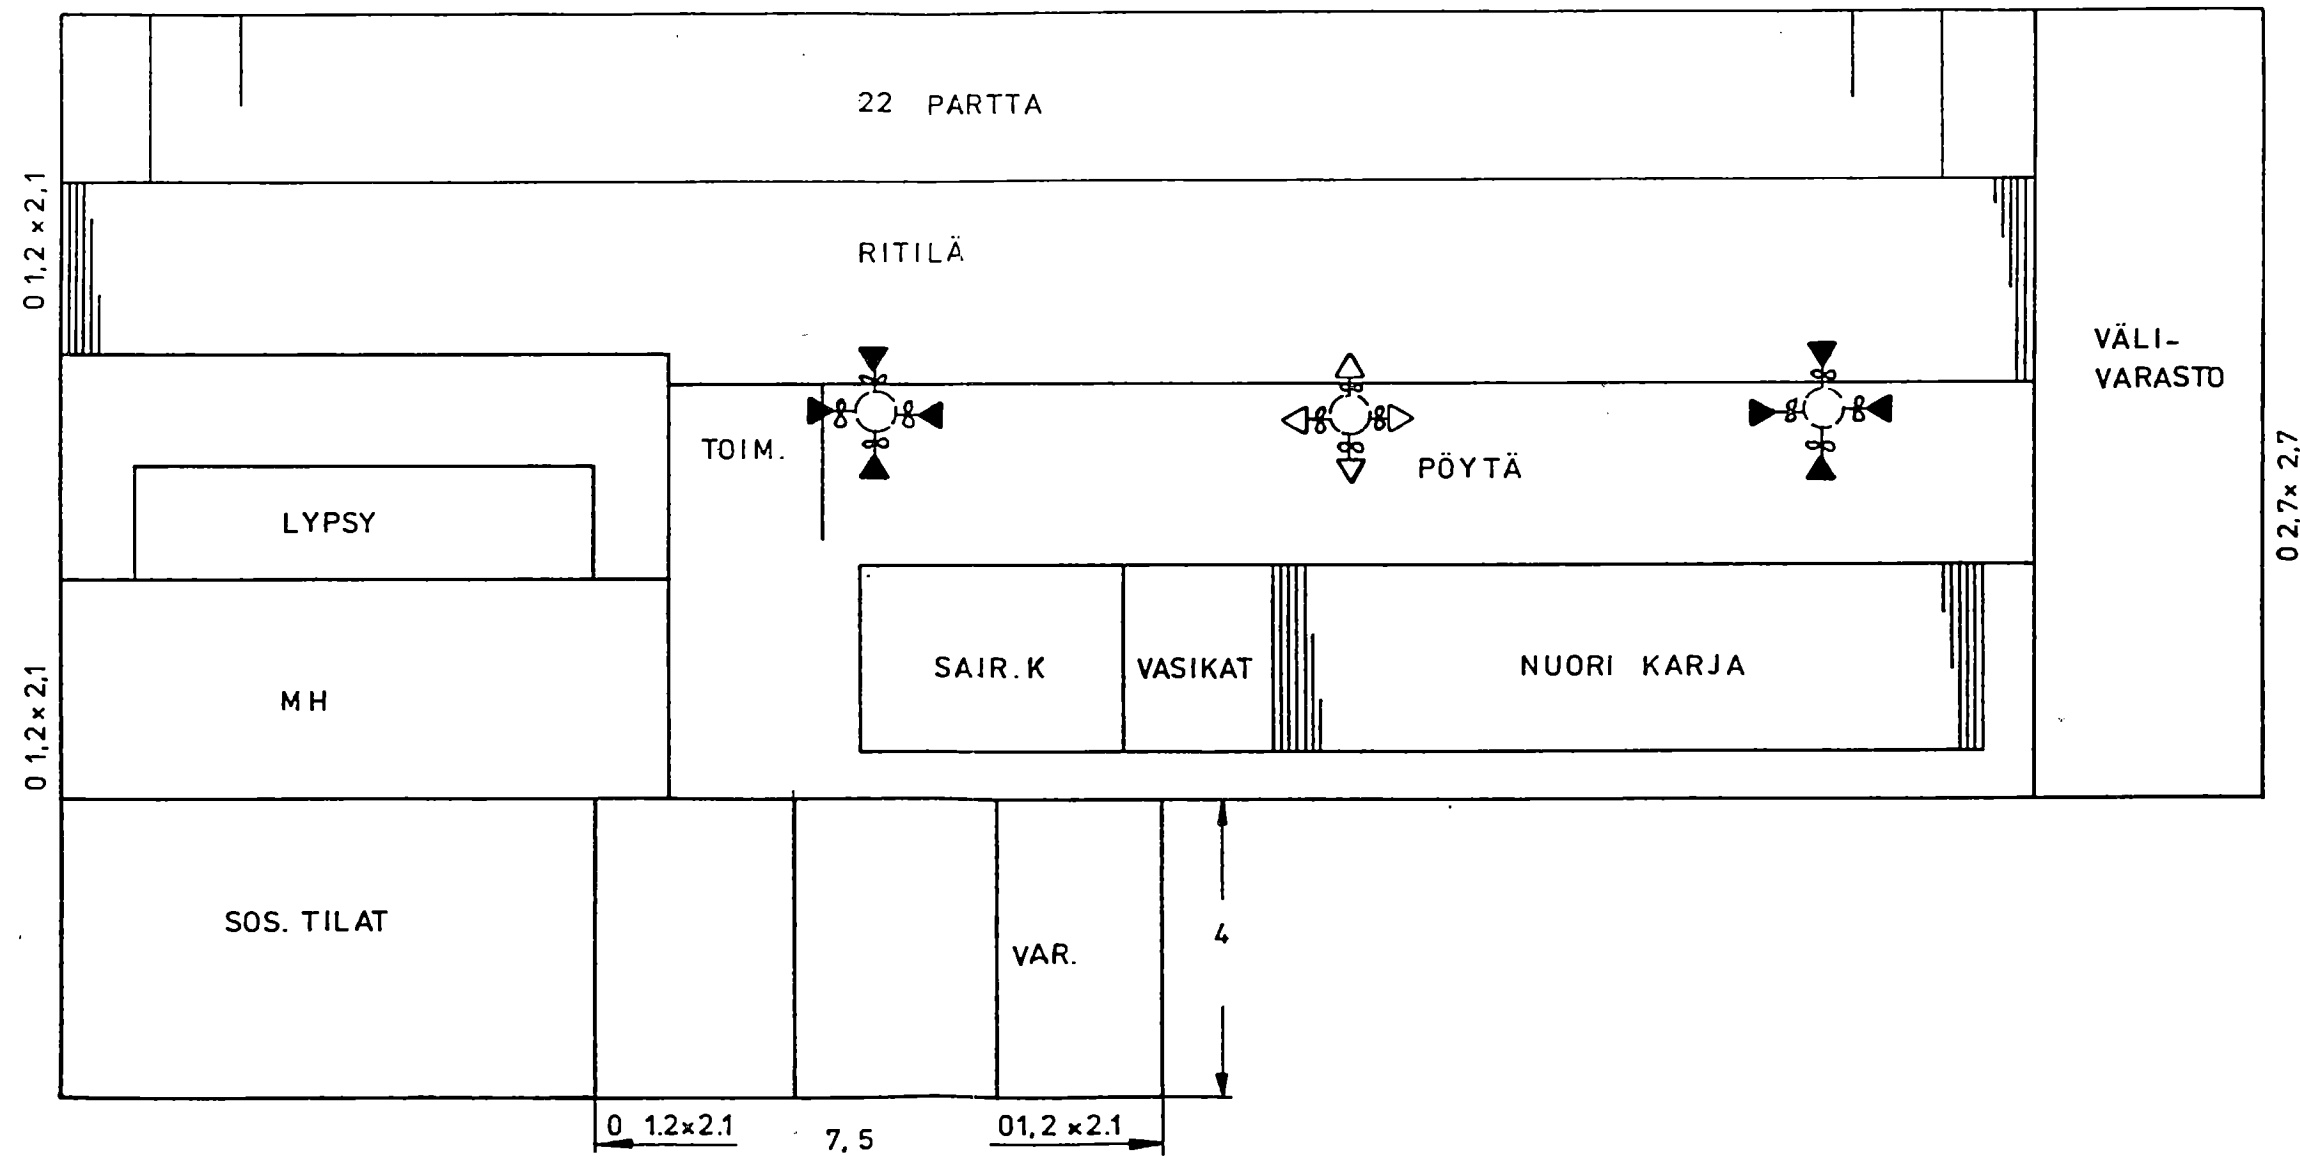 22 PARTTA
0 1,2 × 2,1
RITILÄ
VÄLI-
VARASTO
TOIM.
PÖYTÄ
LYPSY
0 2,7× 2,7
SAIR. K
VASIKAT
NUORI KARJA
MH
0 1,2× 2,1
SOS. TILAT
VAR.
4
0 1.2×2.1
7,5
01,2 ×2.1